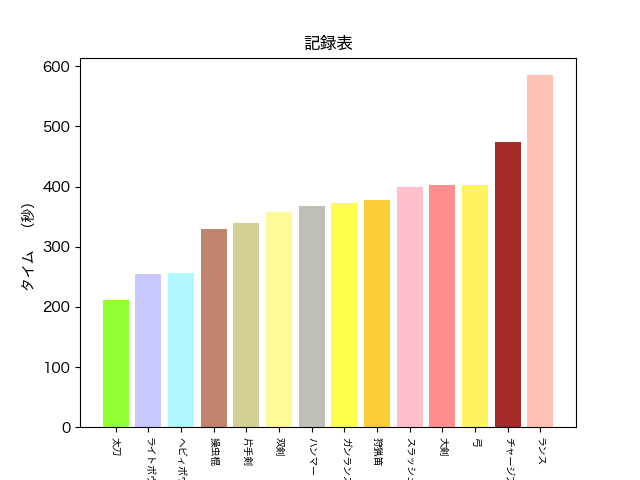 記録表
タイム （秒）
600
500
400
300
200
100
0
太刀
ライトボウ
ヘビィボウ
操虫棍
片手剣
双剣
ハンマー
ガンランス
狩猟笛
スラッシュ
大剣
弓
チャージア
ランス